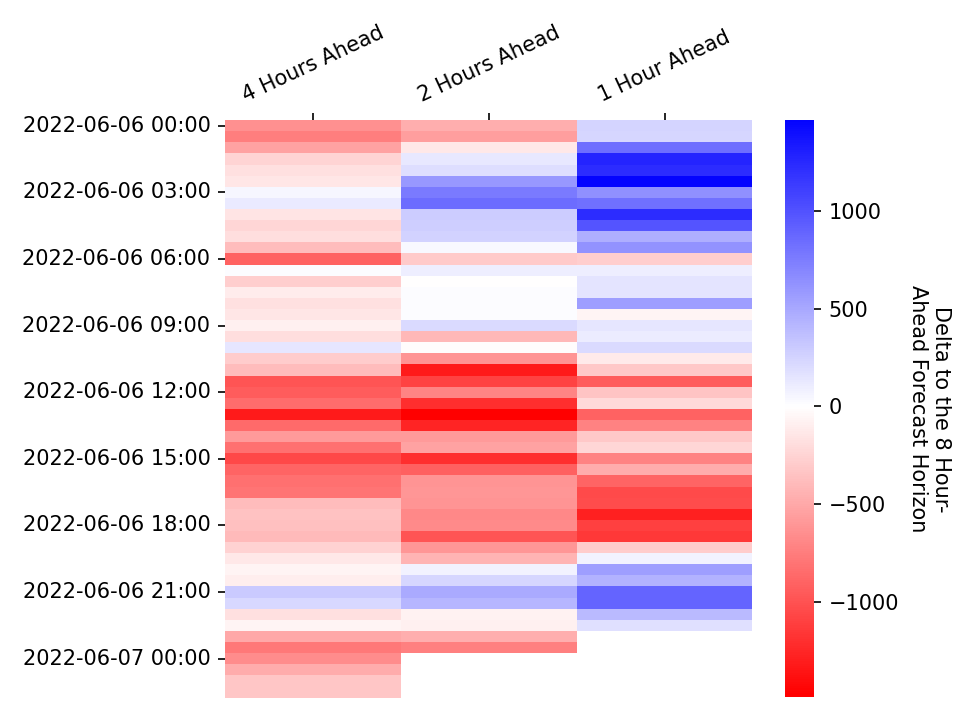 4 Hours Ahead
2 Hours Ahead
1 Hour Ahead
2022-06-06 00:00
2022-06-06 03:00
2022-06-06 06:00
2022-06-06 09:00
2022-06-06 12:00
2022-06-06 15:00
2022-06-06 18:00
2022-06-06 21:00
2022-06-07 00:00
1000
500
0
−500
−1000
Delta to the 8 Hour-
Ahead Forecast Horizon